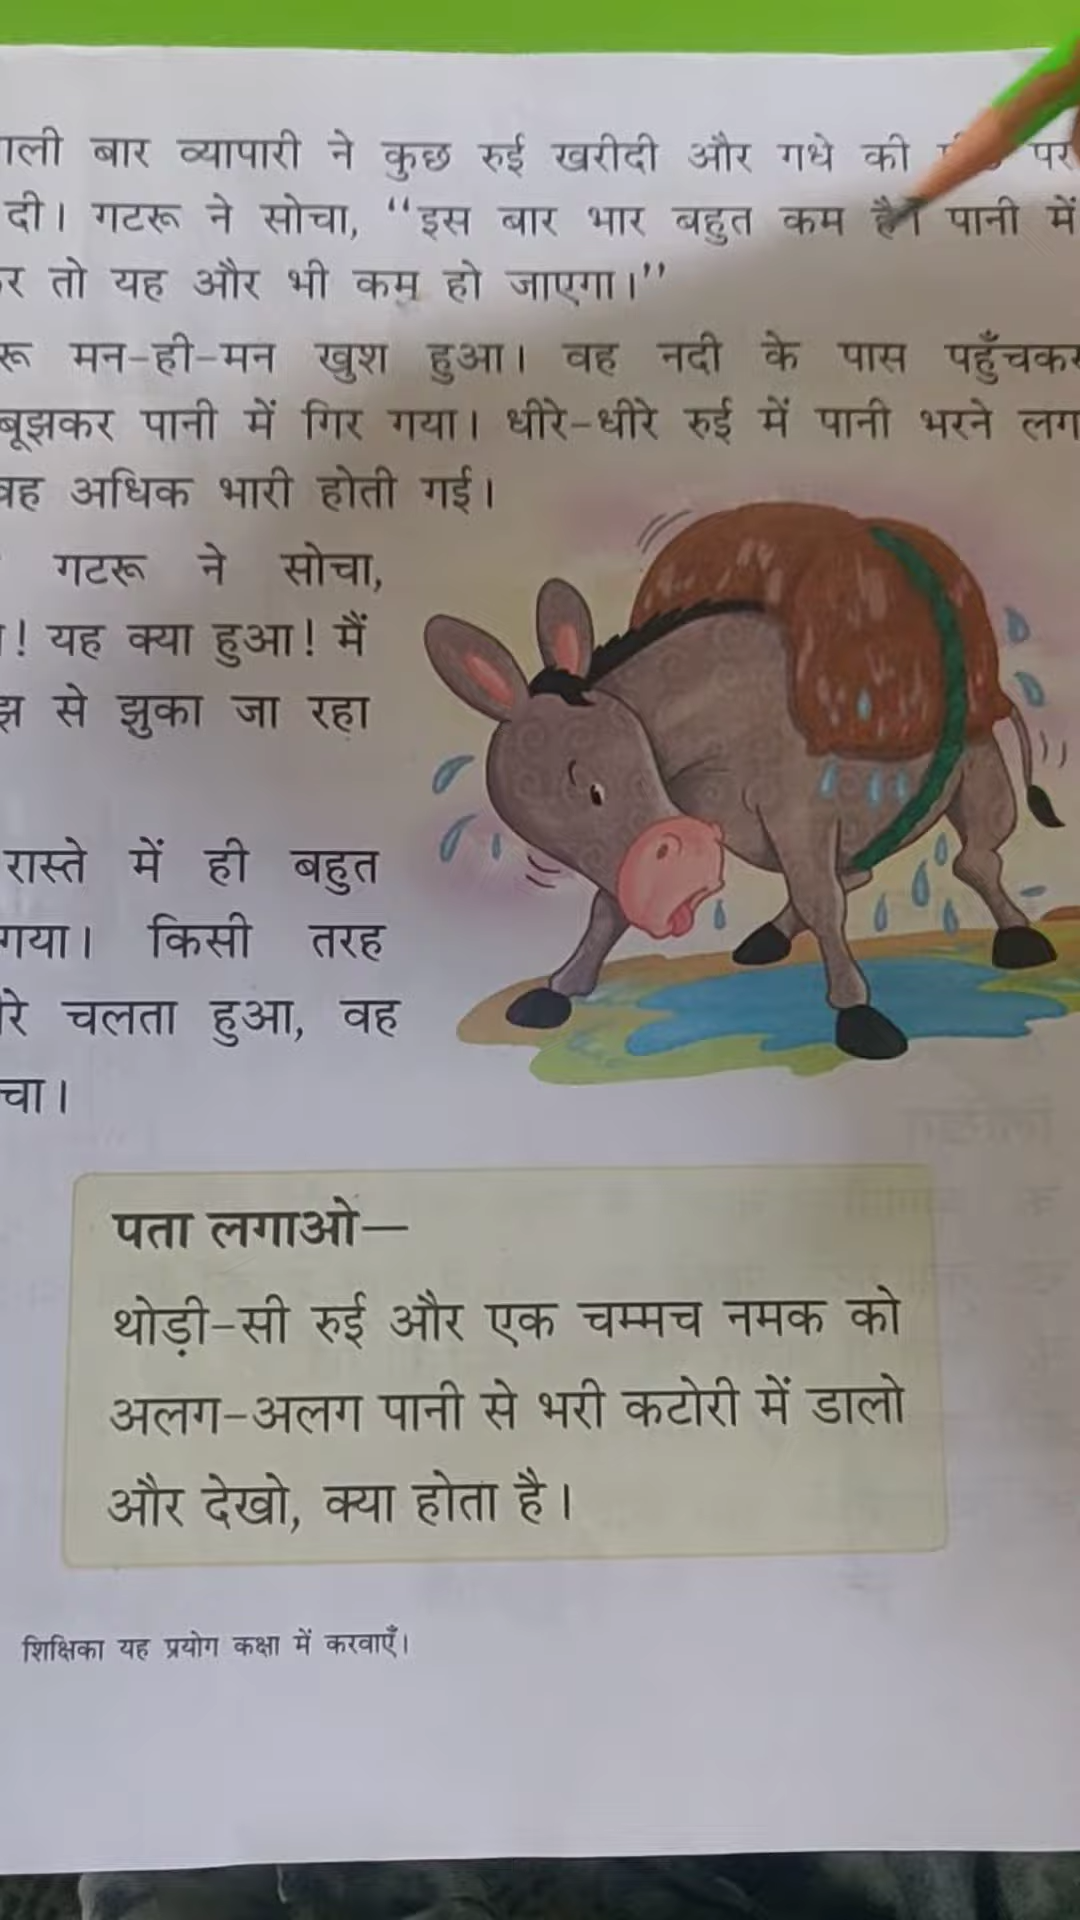 बार व्यापारी ने कुछ रुई खरीदी और गधे की पर
दी। गटरू ने सोचा, “इस बार भार बहुत कम है। पानी में
तो यह और भी कम हो जाएगा।”
मन-ही-मन खुश हुआ। वह नदी के पास पहुँचकर
बूझकर पानी में गिर गया। धीरे-धीरे रुई में पानी भरने
वह अधिक भारी होती गई।
गटरू ने सोचा,
! यह क्या हुआ! मैं
से झुका जा रहा
रास्ते में ही बहुत
गया। किसी तरह
चलता हुआ, वह
पता लगाओ—
थोड़ी-सी रुई और एक चम्मच नमक को
अलग-अलग पानी से भरी कटोरी में डालो
और देखो, क्या होता है।
शिक्षिका यह प्रयोग कक्षा में करवाएँ।